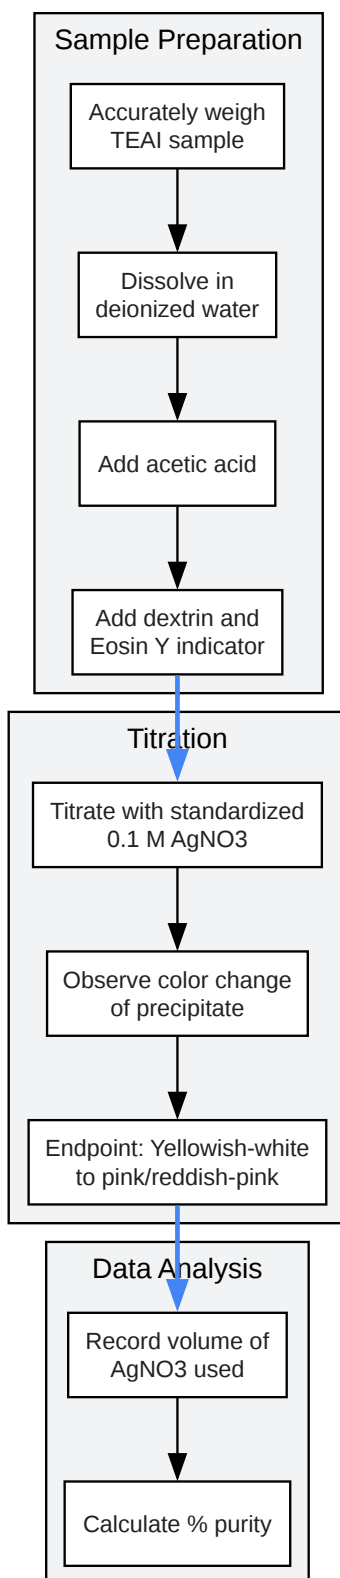 Sample Preparation
Accurately weigh
TEAI sample
Dissolve in
deionized water
Add acetic acid
Add dextrin and
Eosin Y indicator
Titration
Titrate with standardized
0.1 M AgNO3
Observe color change
of precipitate
Endpoint: Yellowish-white
to pink/reddish-pink
Data Analysis
Record volume of
AgNO3 used
Calculate % purity